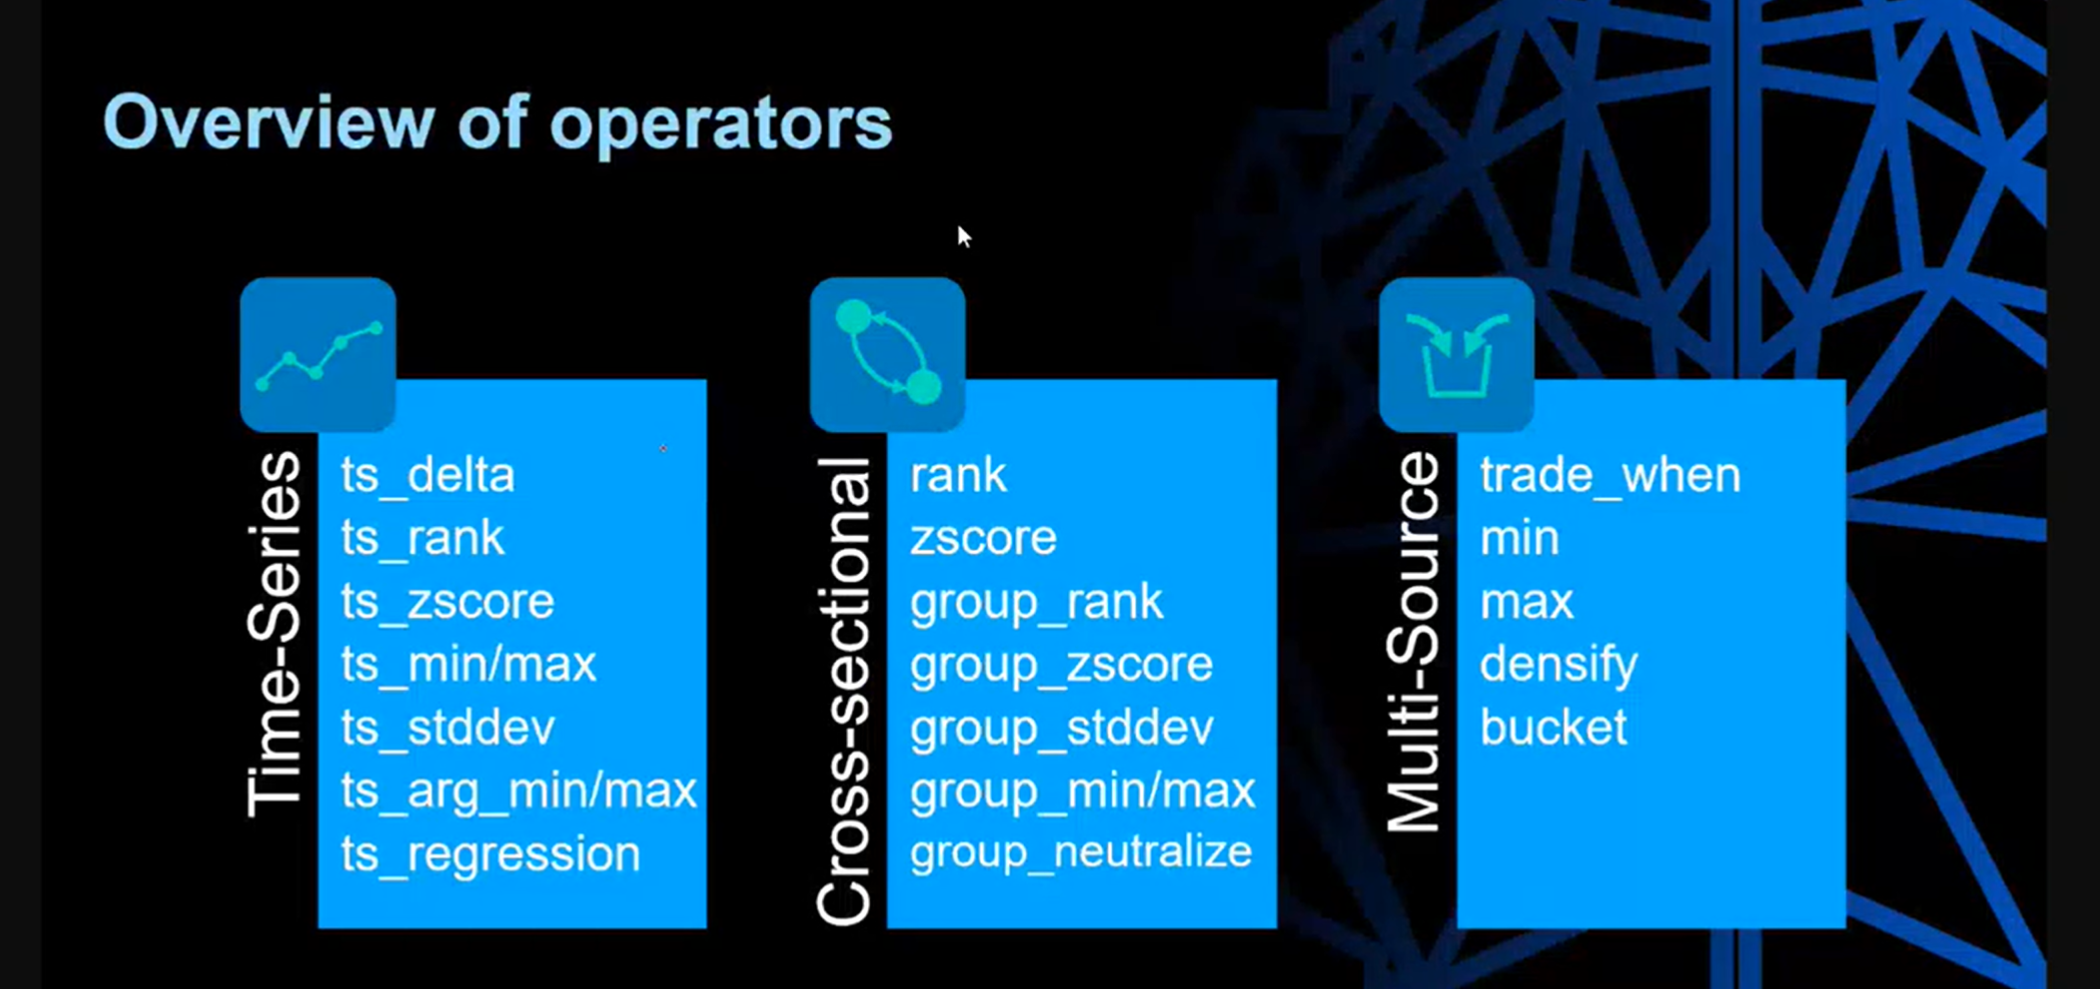 Overview of operators
Time-Series
ts_delta
ts_rank
ts_zscore
ts_min/max
ts_stddev
ts_arg_min/max
ts_regression
Cross-sectional
rank
zscore
group_rank
group_zscore
group_stddev
group_min/max
group_neutralize
Multi-Source
trade_when
min
max
densify
bucket